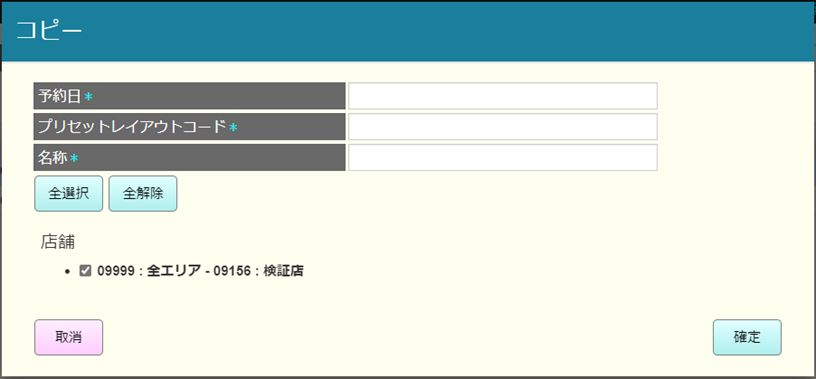 コピー
予約日*
プリセットレイアウトコード*
名称*
全選択 全解除
店舗
09999 : 全エリア - 09156 : 検証店
取消 確定